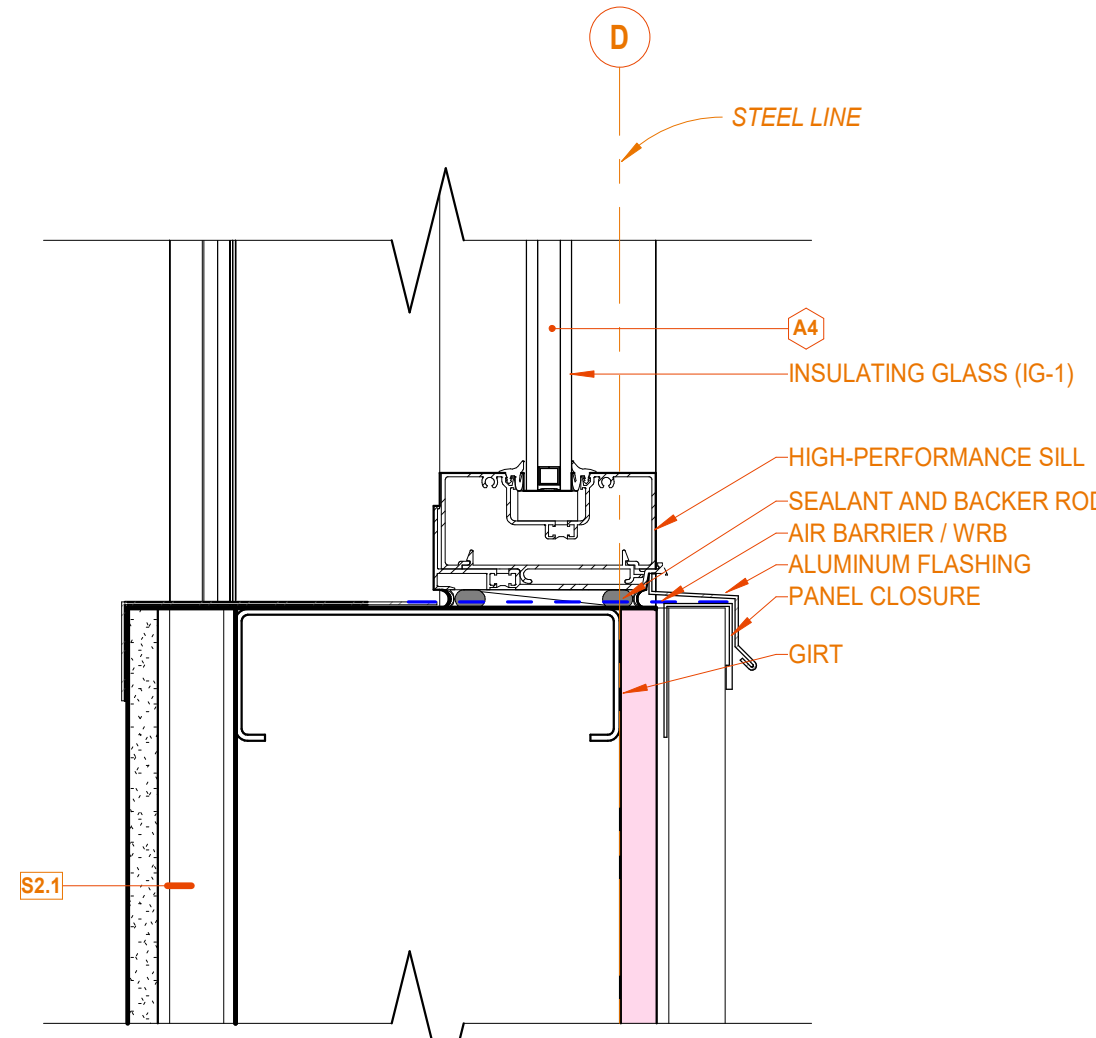 D
STEEL LINE
A4
INSULATING GLASS (IG-1)
HIGH-PERFORMANCE SILL
SEALANT AND BACKER ROD
AIR BARRIER / WRB
ALUMINUM FLASHING
PANEL CLOSURE
GIRT
S2.1